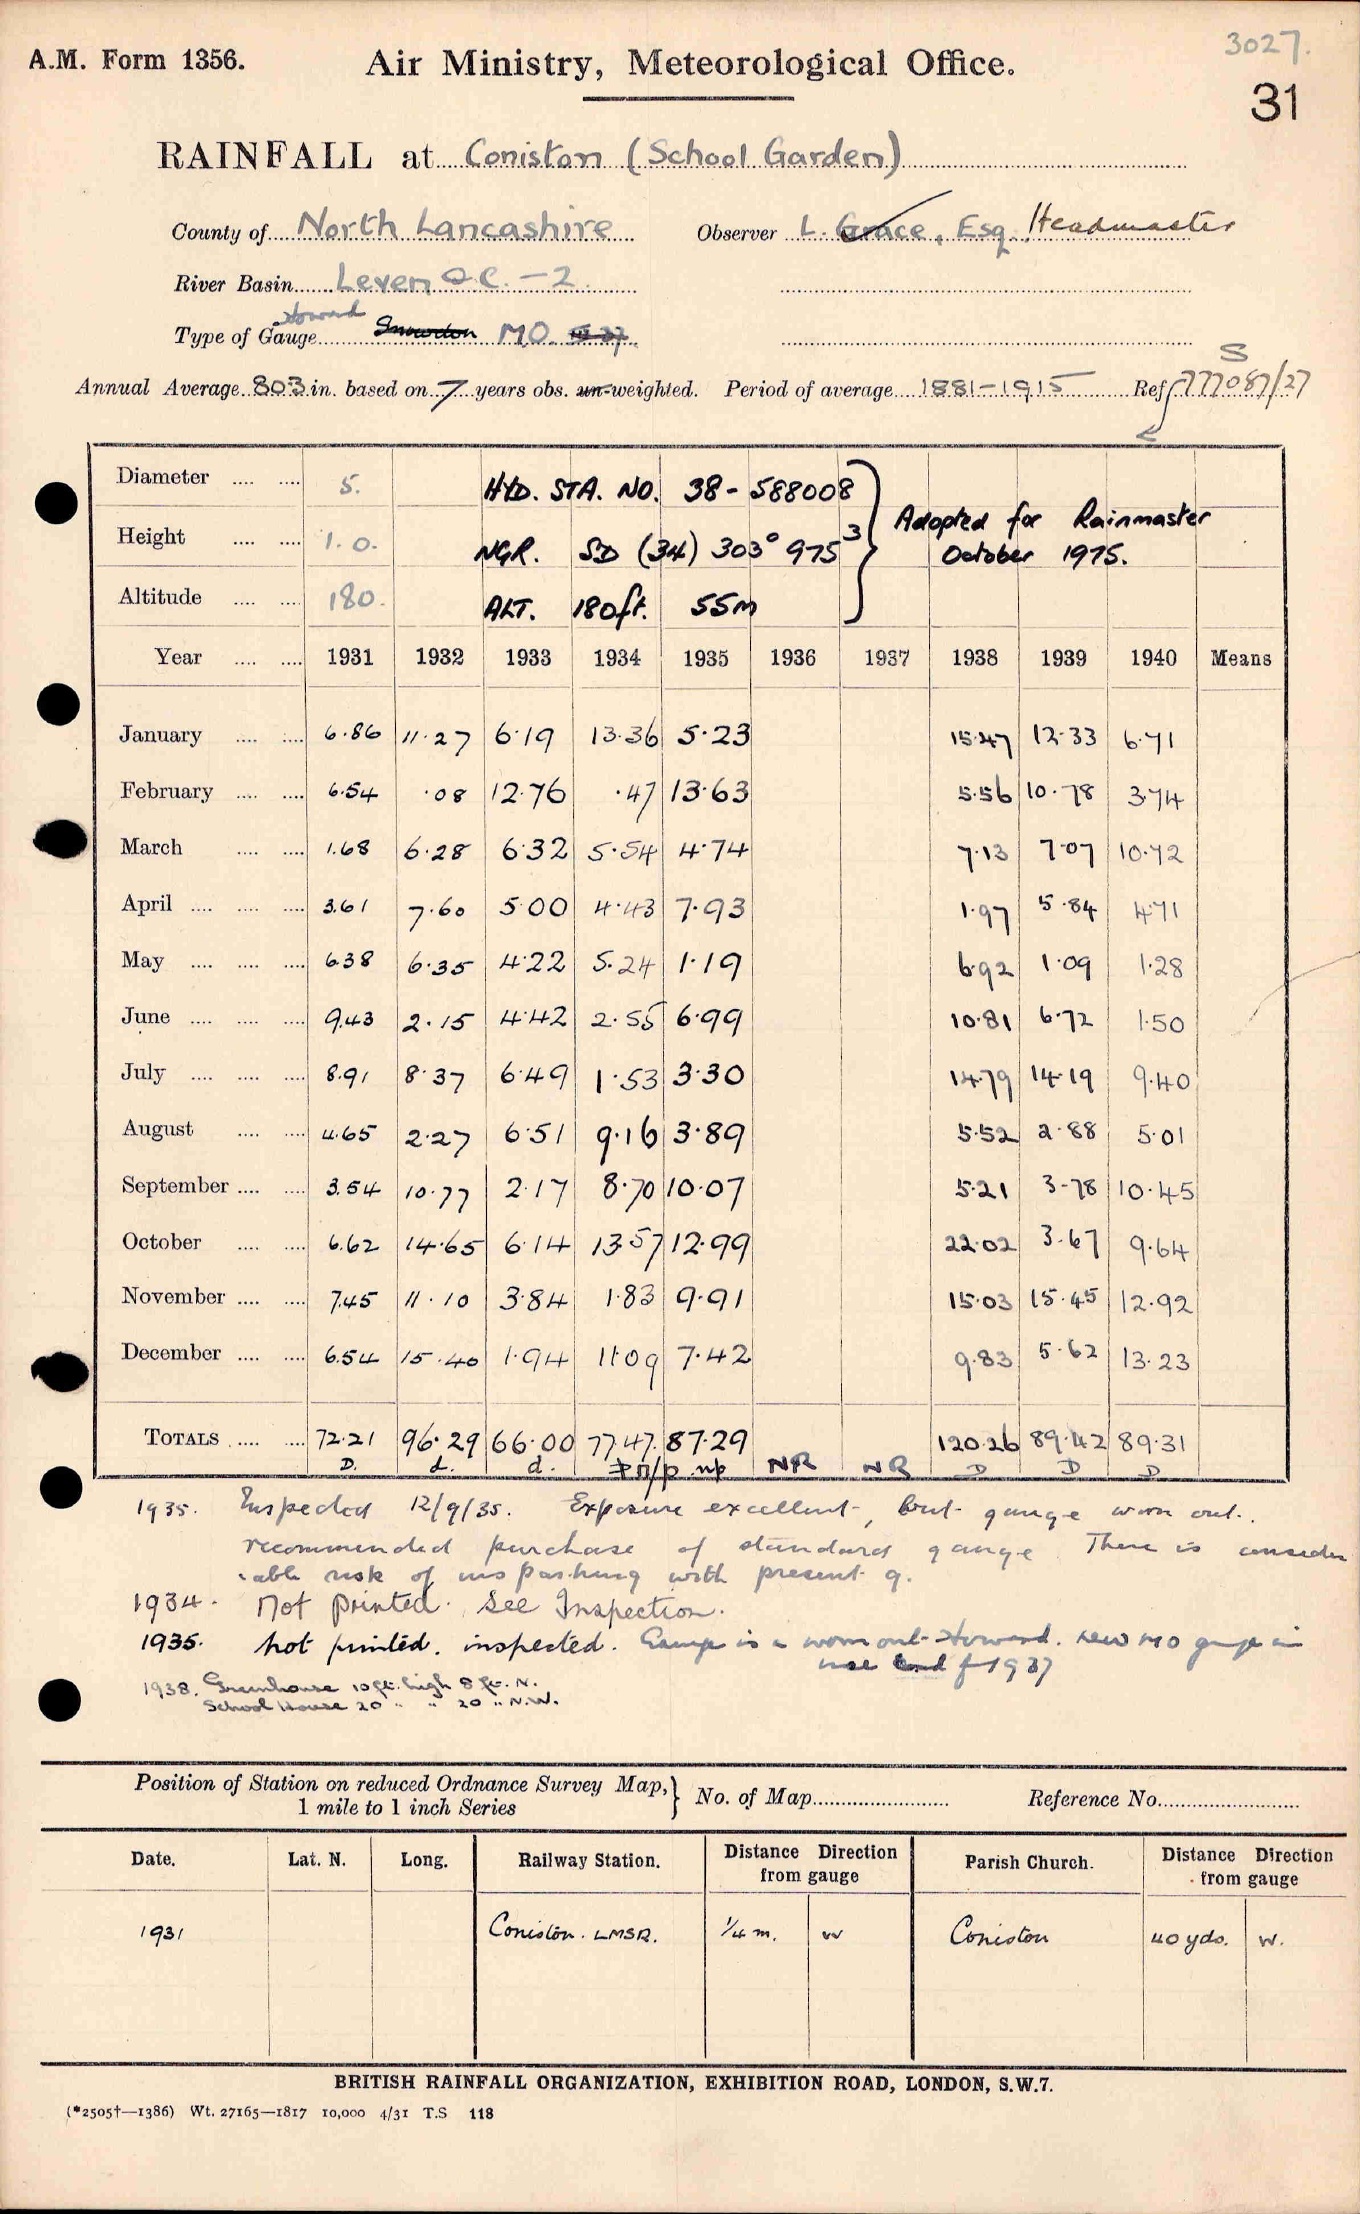 3027.
A.M. Form 1356. Air Ministry, Meteorological Office.
31
RAINFALL at Coniston (School Garden)
County of North Lancashire Observer L. Grace, Esq. Headmaster
River Basin Leven &C. - 2
Howard
Type of Gauge Snowdon M.O.
Annual Average 80.3 in. based on 7 years obs. un-weighted. Period of average 1881-1915 Ref S 777087/27
Diameter .... .... 5. HYD. STA. NO. 38 - 588008
Height .... .... 1. 0. NGR. SD (34) 303⁰ 975³ Adopted for Rainmaster October 1975.
Altitude .... .... 180. ALT. 180ft. 55m
Year .... .... 1931 1932 1933 1934 1935 1936 1937 1938 1939 1940 Means
January .... .... 6.86 11.27 6.19 13.36 5.23 15.47 12.33 6.71
February .... .... 6.54 .08 12.76 .47 13.63 5.56 10.78 3.74
March .... .... 1.68 6.28 6.32 5.54 4.74 7.13 7.07 10.72
April .... .... .... 3.61 7.60 5.00 4.43 7.93 1.97 5.84 4.71
May .... .... .... 6.38 6.35 4.22 5.24 1.19 6.92 1.09 1.28
June .... .... .... 9.43 2.15 4.42 2.55 6.99 10.81 6.72 1.50
July .... .... .... 8.91 8.37 6.49 1.53 3.30 14.79 14.19 9.40
August .... .... 4.65 2.27 6.51 9.16 3.89 5.52 2.88 5.01
September .... .... 3.54 10.77 2.17 8.70 10.07 5.21 3.78 10.45
October .... .... 6.62 14.65 6.14 13.57 12.99 22.02 3.67 9.64
November .... .... 7.45 11.10 3.84 1.83 9.91 15.03 15.45 12.92
December .... .... 6.54 15.40 1.94 11.09 7.42 9.83 5.62 13.23
TOTALS .... .... 72.21 96.29 66.00 77.47. 87.29 120.26 89.42 89.31
D. d. d. n/p np NR NR D D D
1935. Inspected 12/9/35. Exposure excellent, but gauge worn out.
recommended purchase of standard gauge There is consider
able risk of with present g.
1934. Not printed. See Inspection.
1935. not printed. inspected. Gauge is a worn out Howard. New MO gauge in
use end of 1937
1938. Greenhouse 10 ft. high 8 ft. N.
School House 20 " " 20 " N.W.
Position of Station on reduced Ordnance Survey Map, 1 mile to 1 inch Series } No. of Map........ Reference No........
Date. Lat. N. Long. Railway Station. Distance Direction from gauge Parish Church. Distance Direction from gauge
1931 Coniston. LMSR. 1/4 m. W Coniston 40 yds. W.
BRITISH RAINFALL ORGANIZATION, EXHIBITION ROAD, LONDON, S.W.7.
(*2505†—1386) Wt. 27165—1817 10,000 4/31 T.S 118